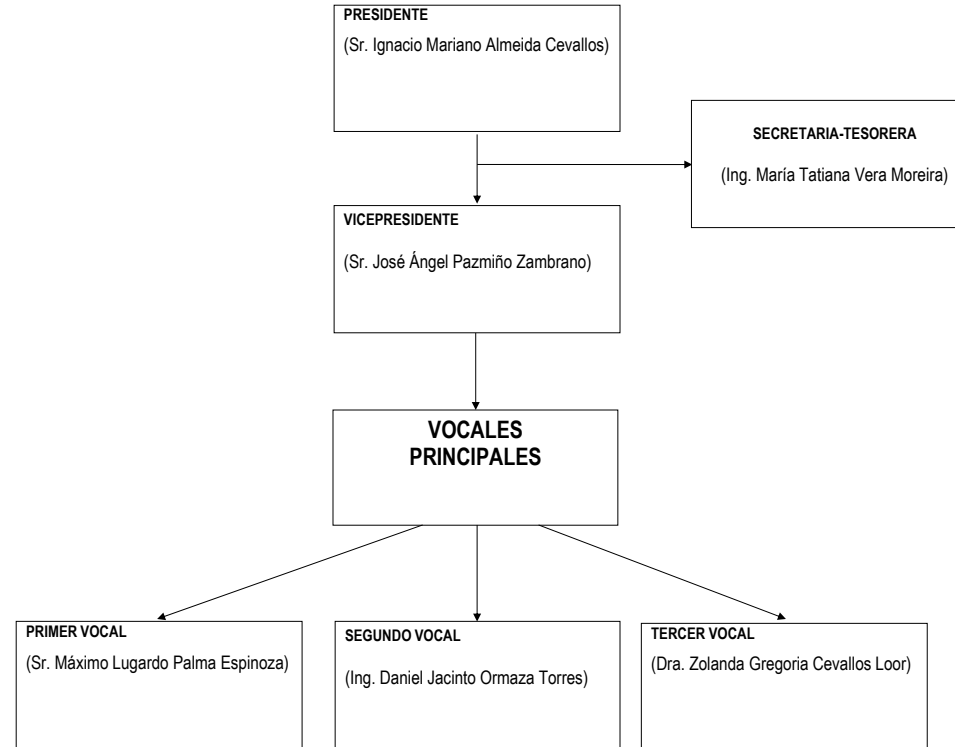 PRESIDENTE
(Sr. Ignacio Mariano Almeida Cevallos)
SECRETARIA-TESORERA
(Ing. María Tatiana Vera Moreira)
VICEPRESIDENTE
(Sr. José Ángel Pazmiño Zambrano)
VOCALES
PRINCIPALES
PRIMER VOCAL
(Sr. Máximo Lugardo Palma Espinoza)
SEGUNDO VOCAL
(Ing. Daniel Jacinto Ormaza Torres)
TERCER VOCAL
(Dra. Zolanda Gregoria Cevallos Loor)